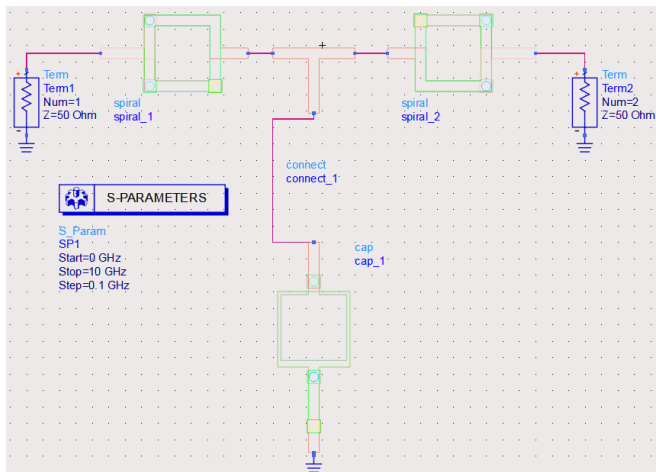 Term
Term1
Num=1
Z=50 Ohm
spiral
spiral_1
spiral
spiral_2
Term
Term2
Num=2
Z=50 Ohm
connect
connect_1
S-PARAMETERS
S_Param
SP1
Start=0 GHz
Stop=10 GHz
Step=0.1 GHz
cap
cap_1